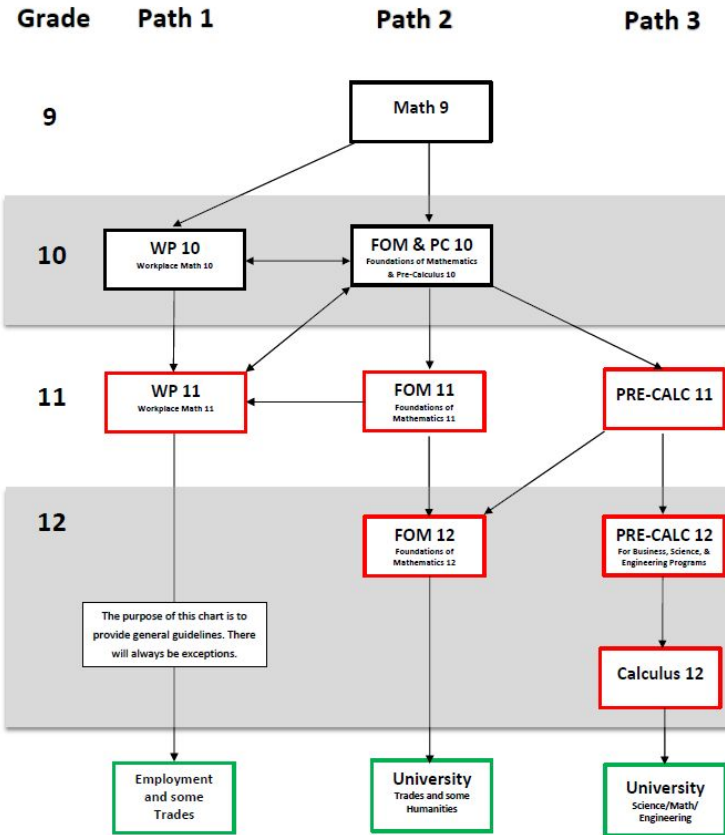 Grade Path 1 Path 2 Path 3
9
Math 9
10
WP 10
Workplace Math 10
FOM & PC 10
Foundations of Mathematics
& Pre-Calculus 10
11
WP 11
Workplace Math 11
FOM 11
Foundations of
Mathematics 11
PRE-CALC 11
12
FOM 12
Foundations of
Mathematics 12
PRE-CALC 12
For Business, Science, &
Engineering Programs
The purpose of this chart is to
provide general guidelines. There
will always be exceptions.
Calculus 12
Employment
and some
Trades
University
Trades and some
Humanities
University
Science/Math/
Engineering